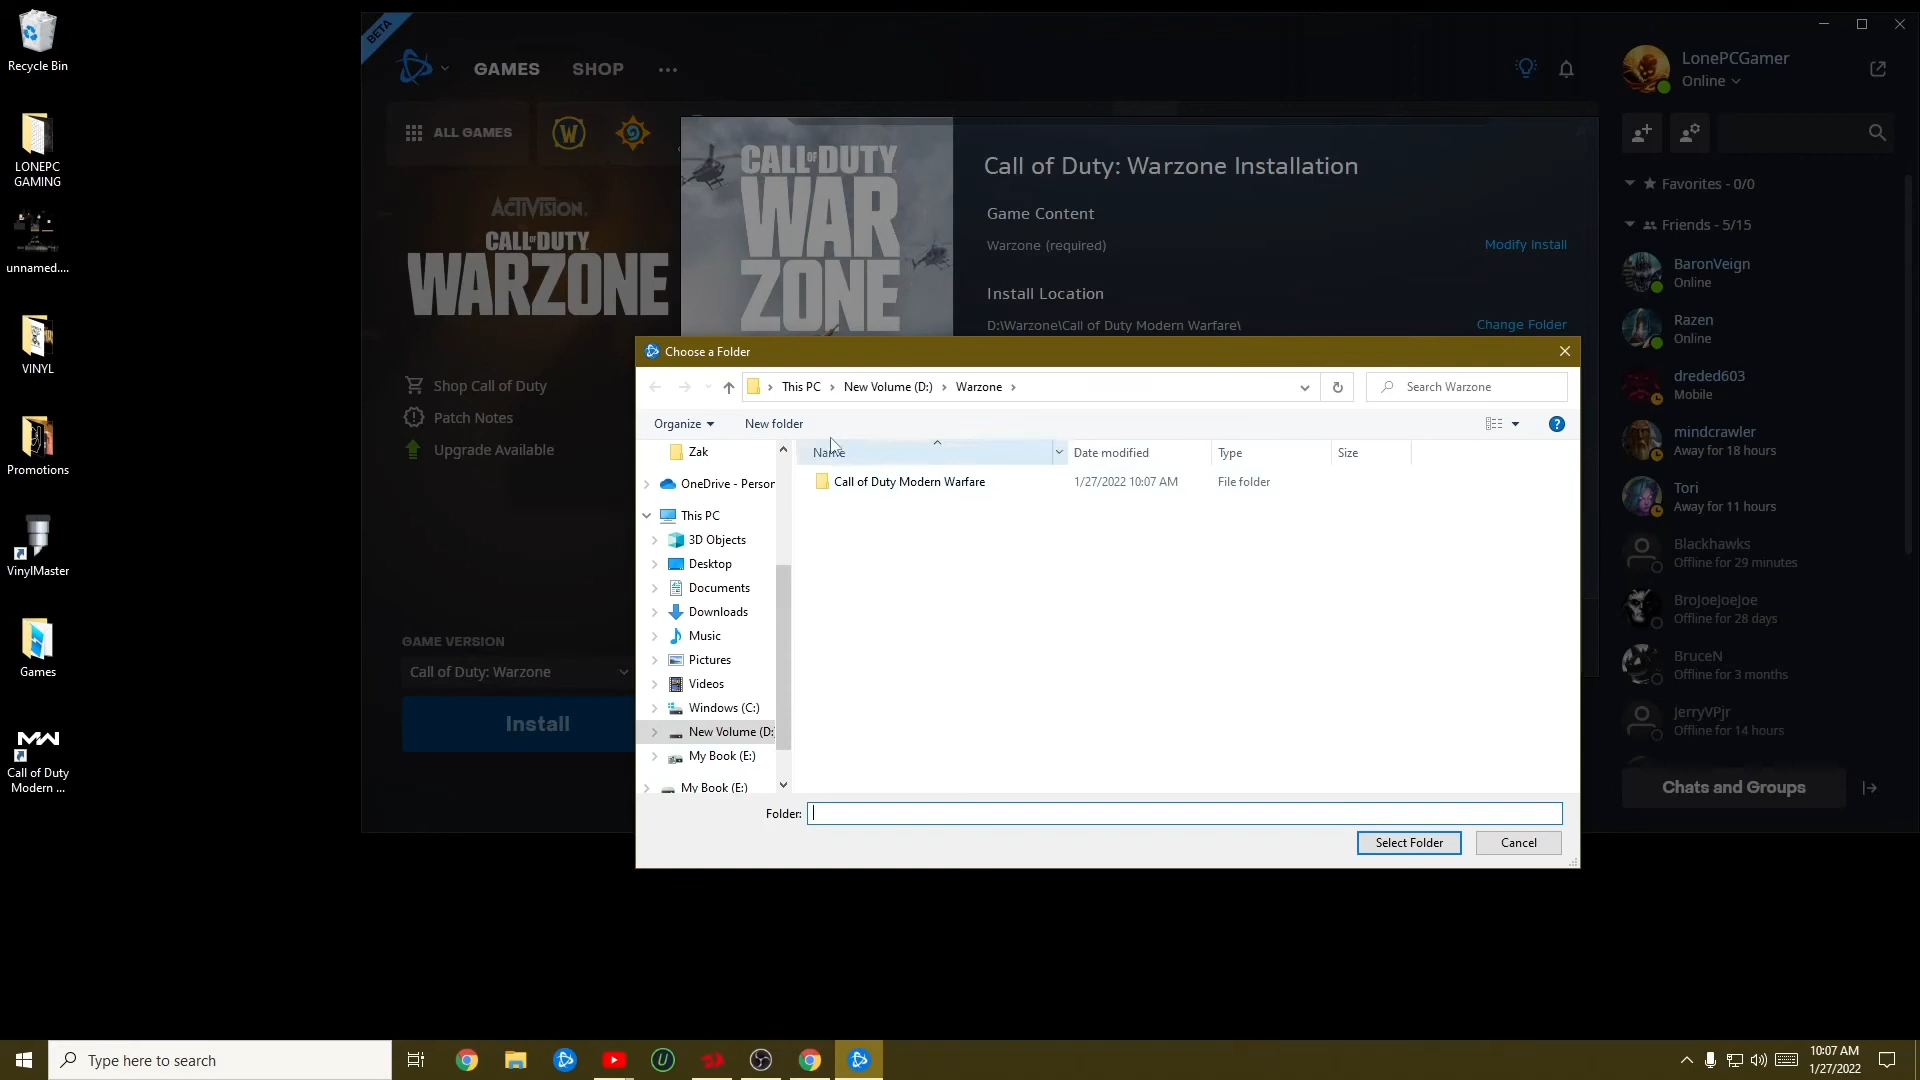 Recycle Bin
LONEPC
GAMING
unnamed....
VINYL
Promotions
VinylMaster
Games
Call of Duty
Modern ...
BETA
GAMES
SHOP
ALL GAMES
ACTIVISION.
CALL OF DUTY
WARZONE
Shop Call of Duty
Patch Notes
Upgrade Available
GAME VERSION
Call of Duty: Warzone
Install
CALL OF DUTY
WAR
ZONE
Call of Duty: Warzone Installation
Game Content
Warzone (required)
Modify Install
Install Location
D:\Warzone\Call of Duty Modern Warfare\
Change Folder
Choose a Folder
This PC
New Volume (D:)
Warzone
Search Warzone
Organize
New folder
Zak
OneDrive - Person
This PC
3D Objects
Desktop
Documents
Downloads
Music
Pictures
Videos
Windows (C:)
New Volume (D:
My Book (E:)
My Book (E:)
Name
Date modified
Type
Size
Call of Duty Modern Warfare
1/27/2022 10:07 AM
File folder
Folder:
Select Folder
Cancel
LonePCGamer
Online
Favorites - 0/0
Friends - 5/15
BaronVeign
Online
Razen
Online
dreded603
Mobile
mindcrawler
Away for 18 hours
Tori
Away for 11 hours
Blackhawks
Offline for 29 minutes
BroJoeJoeJoe
Offline for 28 days
BruceN
Offline for 3 months
JerryVPjr
Offline for 14 hours
Chats and Groups
Type here to search
10:07 AM
1/27/2022